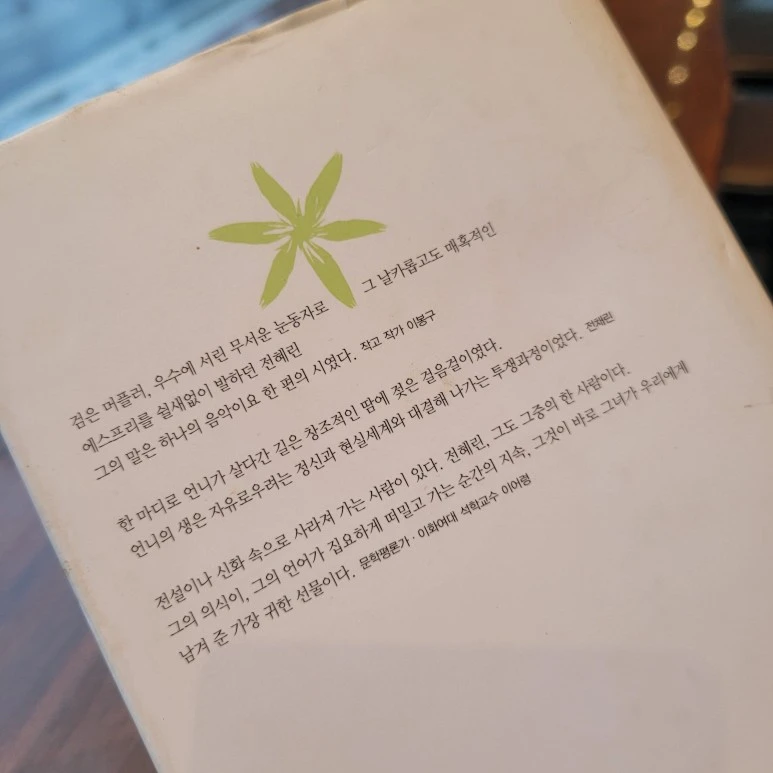 검은 머플러, 우수에 서린 무서운 눈동자로 그 날카롭고도 매혹적인
에스프리를 쉴새없이 발하던 전혜린
그의 말은 하나의 음악이요 한 편의 시였다. 작고 작가 이봉구
한 마디로 언니가 살다간 길은 창조적인 땀에 젖은 걸음걸이였다.
언니의 생은 자유로우려는 정신과 현실세계와 대결해 나가는 투쟁과정이었다. 전채린
전설이나 신화 속으로 사라져 가는 사람이 있다. 전혜린, 그도 그중의 한 사람이다.
그의 의식이, 그의 언어가 집요하게 떠밀고 가는 순간의 지속, 그것이 바로 그녀가 우리에게
남겨 준 가장 귀한 선물이다. 문학평론가·이화여대 석학교수 이어령